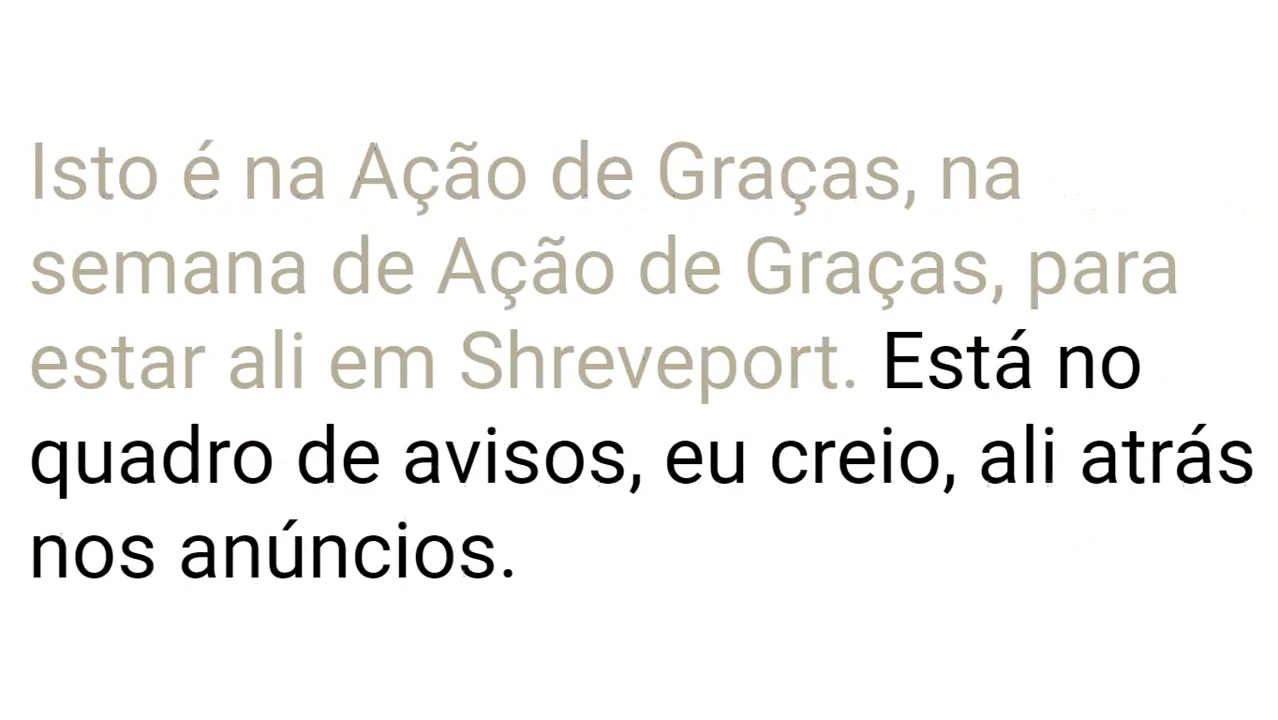 Isto é na Ação de Graças, na
semana de Ação de Graças, para
estar ali em Shreveport. Está no
quadro de avisos, eu creio, ali atrás
nos anúncios.